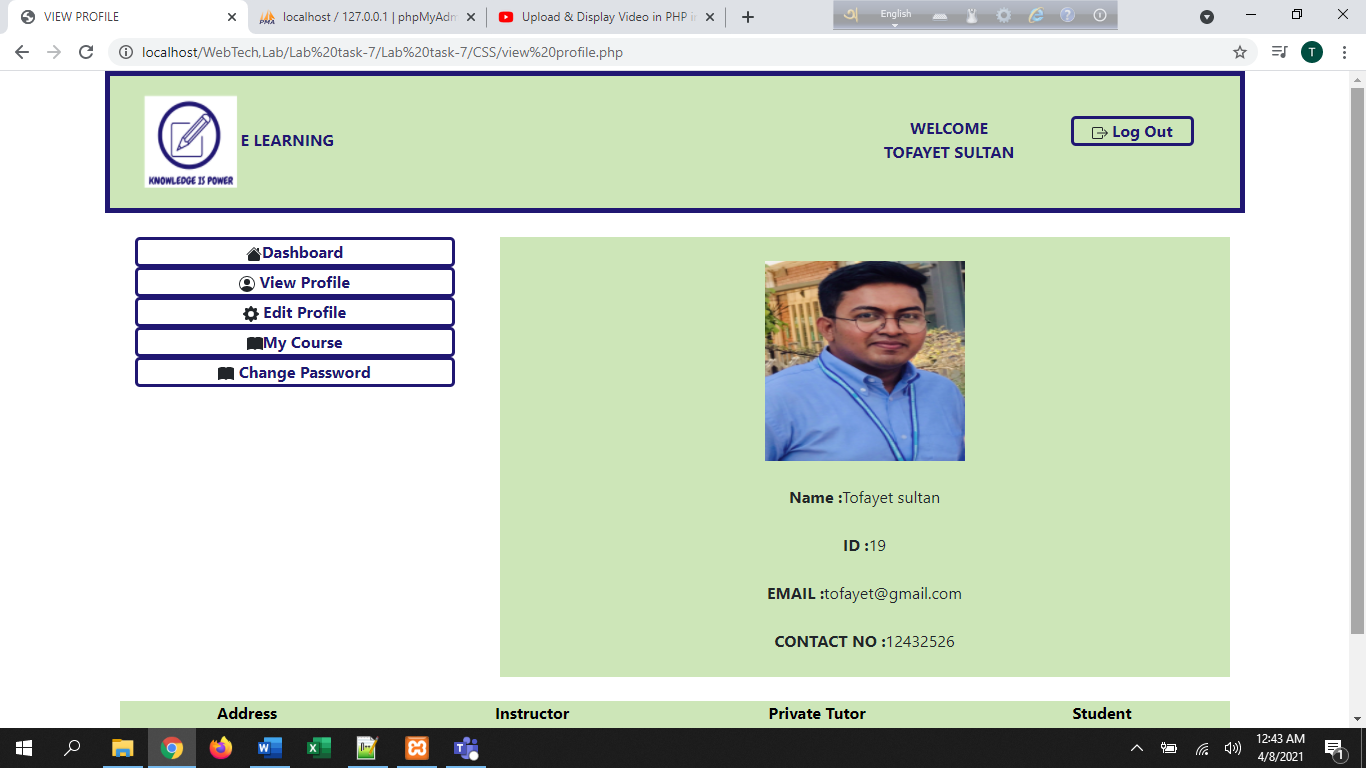 VIEW PROFILE
localhost / 127.0.0.1 | phpMyAdm
Upload & Display Video in PHP in
English
localhost/WebTech,Lab/Lab%20task-7/Lab%20task-7/CSS/view%20profile.php
T
KNOWLEDGE IS POWER
E LEARNING
WELCOME
TOFAYET SULTAN
Log Out
Dashboard
View Profile
Edit Profile
My Course
Change Password
Name :Tofayet sultan
ID :19
EMAIL :tofayet@gmail.com
CONTACT NO :12432526
Address Instructor Private Tutor Student
12:43 AM
4/8/2021
1